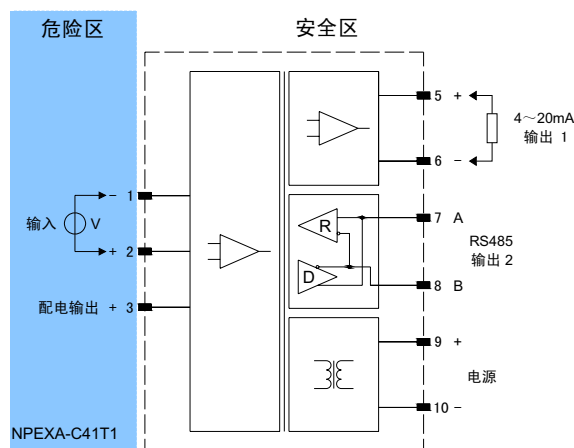 危险区
安全区
5 +
4～20mA
输出 1
6 -
- 1
输入 V
+ 2
R
7 A
RS485
输出 2
D
8 B
配电输出 + 3
9 +
电源
10 -
NPEXA-C41T1